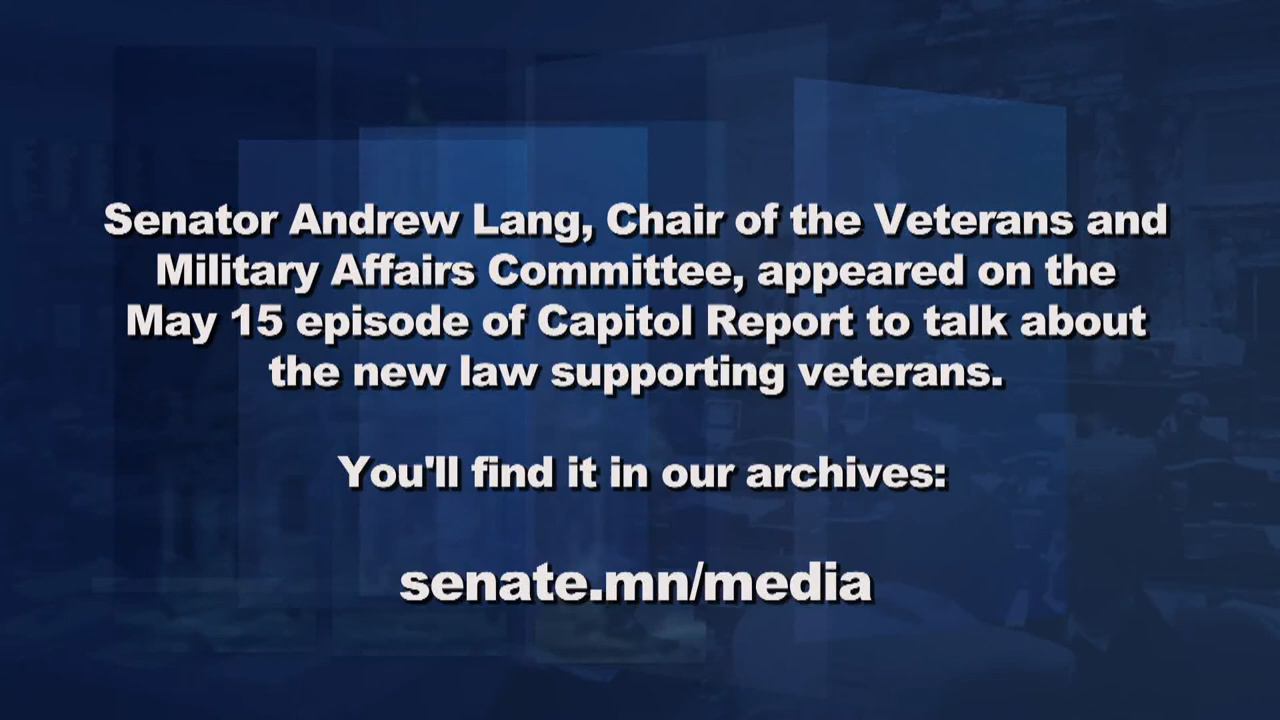 Senator Andrew Lang, Chair of the Veterans and
Military Affairs Committee, appeared on the
May 15 episode of Capitol Report to talk about
the new law supporting veterans.
You'll find it in our archives:
senate.mn/media